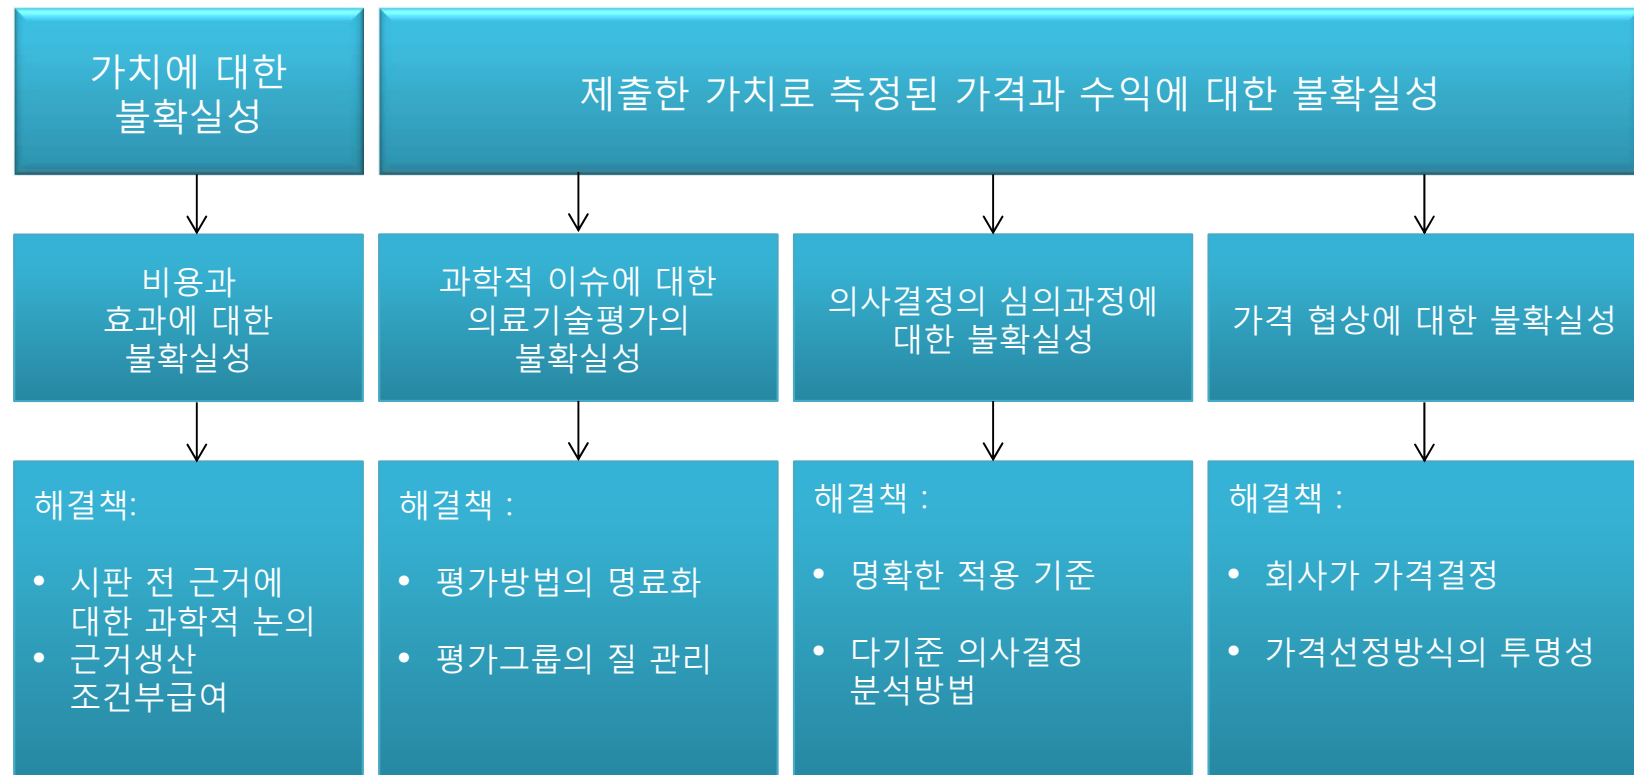 가치에 대한
불확실성
제출한 가치로 측정된 가격과 수익에 대한 불확실성
비용과
효과에 대한
불확실성
과학적 이슈에 대한
의료기술평가의
불확실성
의사결정의 심의과정에
대한 불확실성
가격 협상에 대한 불확실성
해결책:
• 시판 전 근거에
대한 과학적 논의
• 근거생산
조건부급여
해결책 :
• 평가방법의 명료화
• 평가그룹의 질 관리
해결책 :
• 명확한 적용 기준
• 다기준 의사결정
분석방법
해결책 :
• 회사가 가격결정
• 가격선정방식의 투명성